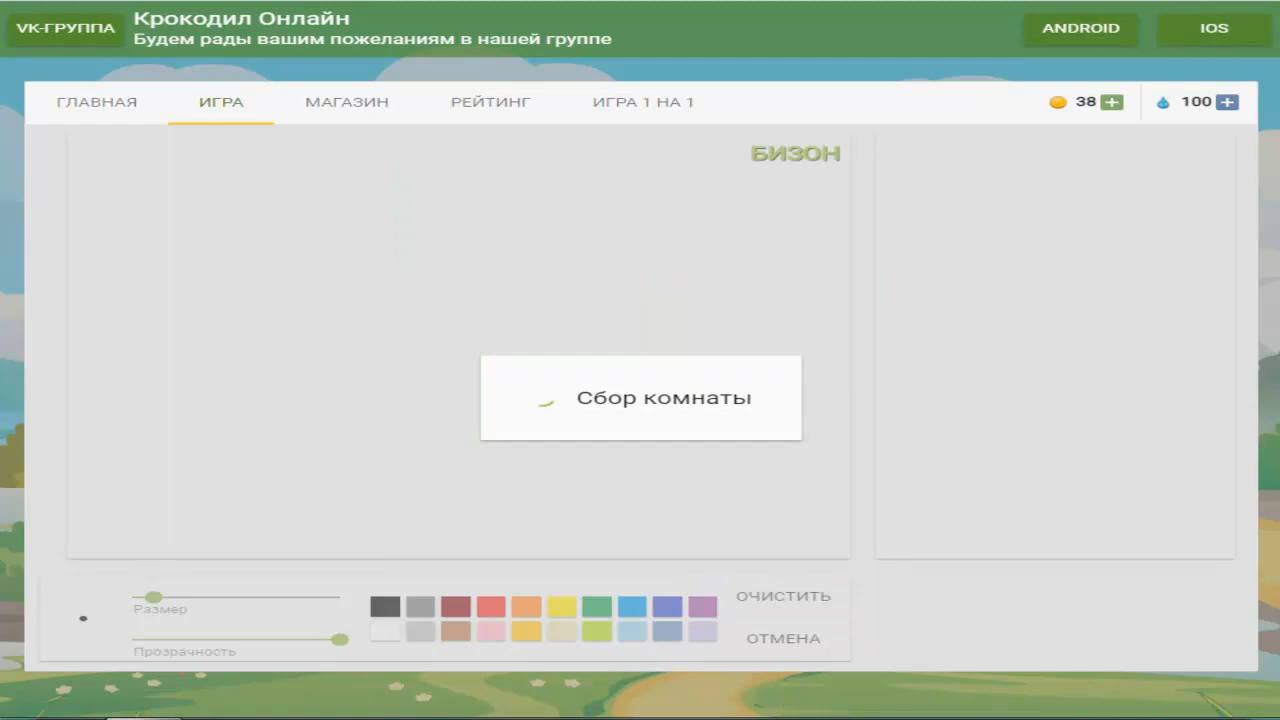 VK-ГРУППА
Крокодил Онлайн
Будем рады вашим пожеланиям в нашей группе
ANDROID
IOS
ГЛАВНАЯ
ИГРА
МАГАЗИН
РЕЙТИНГ
ИГРА 1 НА 1
38
100
БИЗОН
Сбор комнаты
Размер
Прозрачность
ОЧИСТИТЬ
ОТМЕНА